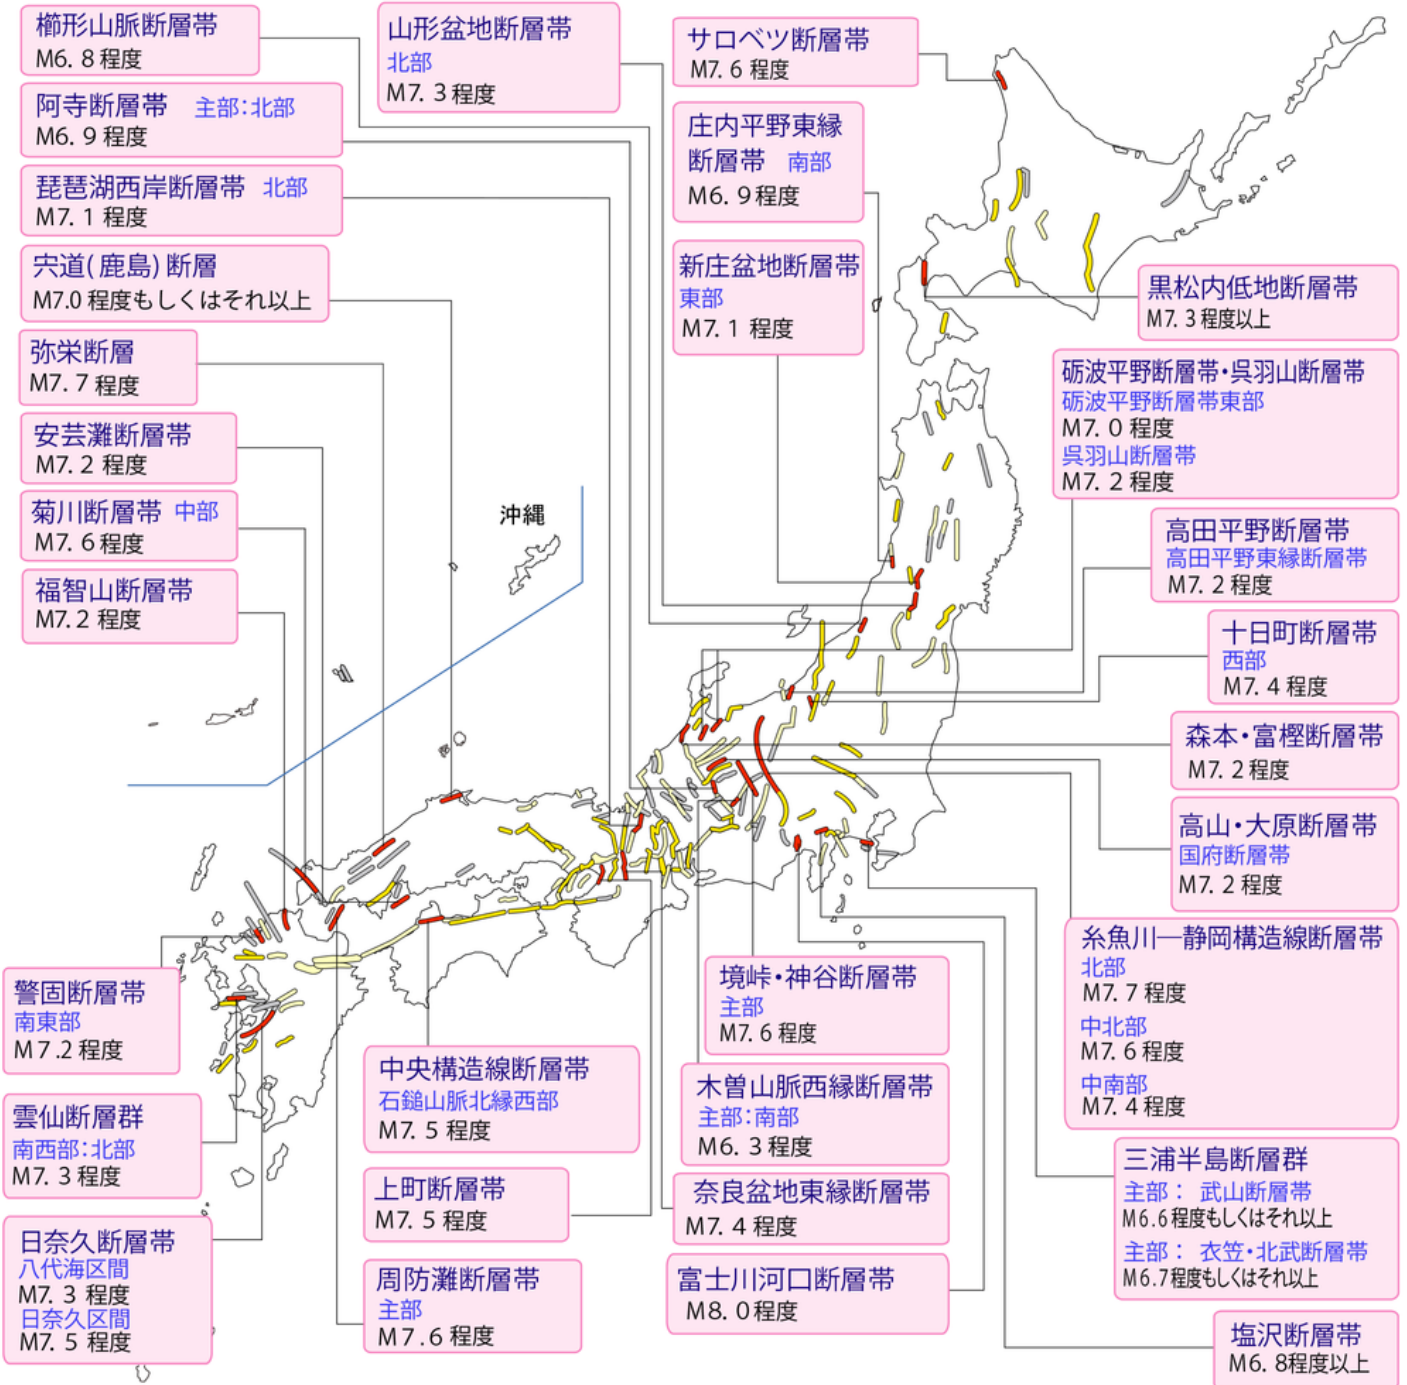 櫛形山脈断層帯
M6. 8 程度
阿寺断層帯 主部：北部
M6. 9 程度
琵琶湖西岸断層帯 北部
M7. 1 程度
宍道( 鹿島) 断層
M7.0 程度もしくはそれ以上
弥栄断層
M7. 7 程度
安芸灘断層帯
M7. 2 程度
菊川断層帯 中部
M7. 6 程度
福智山断層帯
M7. 2 程度
山形盆地断層帯
北部
M7. 3 程度
サロベツ断層帯
M7. 6 程度
庄内平野東縁
断層帯 南部
M6. 9 程度
新庄盆地断層帯
東部
M7. 1 程度
沖縄
黒松内低地断層帯
M7. 3 程度以上
砺波平野断層帯・呉羽山断層帯
砺波平野断層帯東部
M7. 0 程度
呉羽山断層帯
M7. 2 程度
高田平野断層帯
高田平野東縁断層帯
M7. 2 程度
十日町断層帯
西部
M7. 4 程度
森本・富樫断層帯
M7. 2 程度
高山・大原断層帯
国府断層帯
M7. 2 程度
糸魚川―静岡構造線断層帯
北部
M7. 7 程度
中北部
M7. 6 程度
中南部
M7. 4 程度
三浦半島断層群
主部： 武山断層帯
M6.6 程度もしくはそれ以上
主部： 衣笠・北武断層帯
M6.7程度もしくはそれ以上
塩沢断層帯
M6. 8程度以上
警固断層帯
南東部
M7.2 程度
雲仙断層群
南西部：北部
M7. 3 程度
日奈久断層帯
八代海区間
M7. 3 程度
日奈久区間
M7. 5 程度
中央構造線断層帯
石鎚山脈北縁西部
M7. 5 程度
上町断層帯
M7. 5 程度
周防灘断層帯
主部
M7.6 程度
境峠・神谷断層帯
主部
M7. 6 程度
木曽山脈西縁断層帯
主部：南部
M6. 3 程度
奈良盆地東縁断層帯
M7. 4 程度
富士川河口断層帯
M8. 0程度